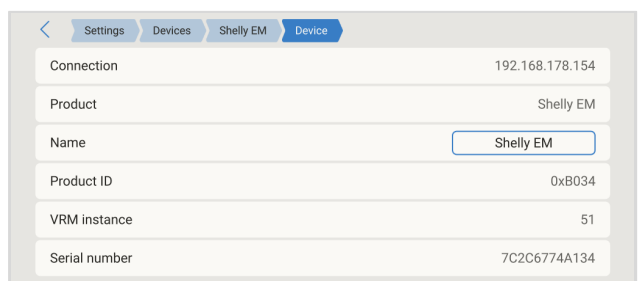 Settings Devices Shelly EM Device
Connection 192.168.178.154
Product Shelly EM
Name Shelly EM
Product ID 0xB034
VRM instance 51
Serial number 7C2C6774A134